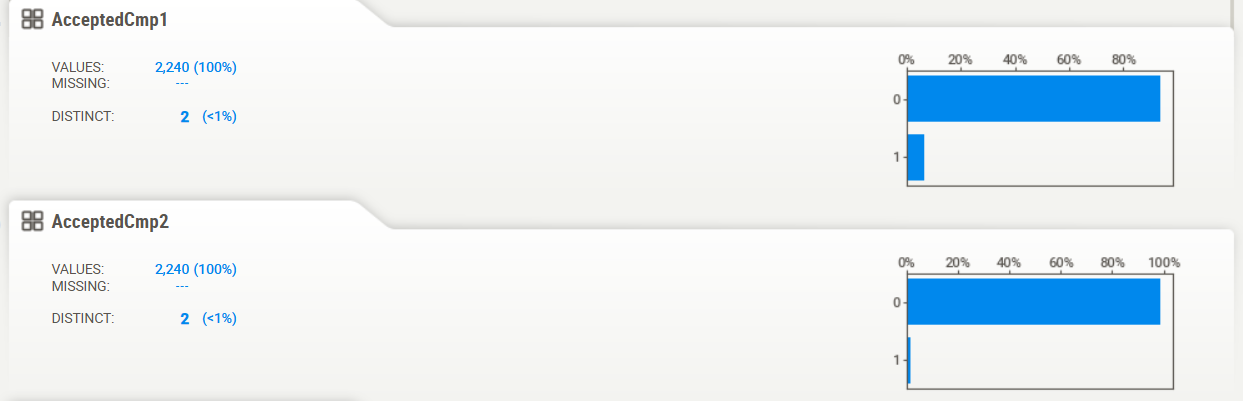 AcceptedCmp1
VALUES: 2,240 (100%)
MISSING: ---
DISTINCT: 2 (<1%)
0% 20% 40% 60% 80%
0
1
AcceptedCmp2
VALUES: 2,240 (100%)
MISSING: ---
DISTINCT: 2 (<1%)
0% 20% 40% 60% 80% 100%
0
1